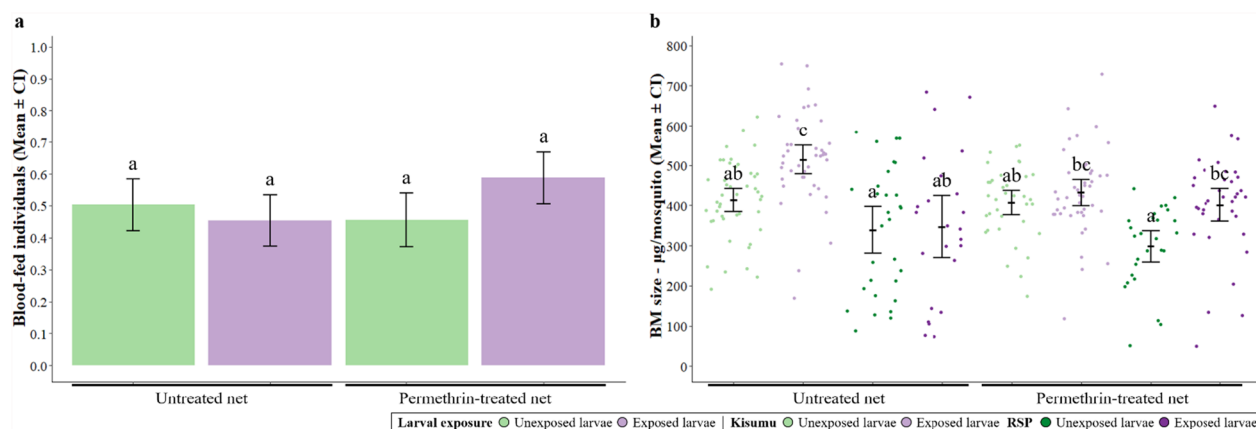 a
Blood-fed individuals (Mean ± CI)
1.0
0.9
0.8
0.7
0.6
0.5
0.4
0.3
0.2
0.1
0.0
a
a
a
a
Untreated net
Permethrin-treated net
b
BM size - µg/mosquito (Mean ± CI)
800
700
600
500
400
300
200
100
0
ab
c
a
ab
ab
bc
a
bc
Untreated net
Permethrin-treated net
Larval exposure Unexposed larvae Exposed larvae Kisumu Unexposed larvae Exposed larvae RSP Unexposed larvae Exposed larvae